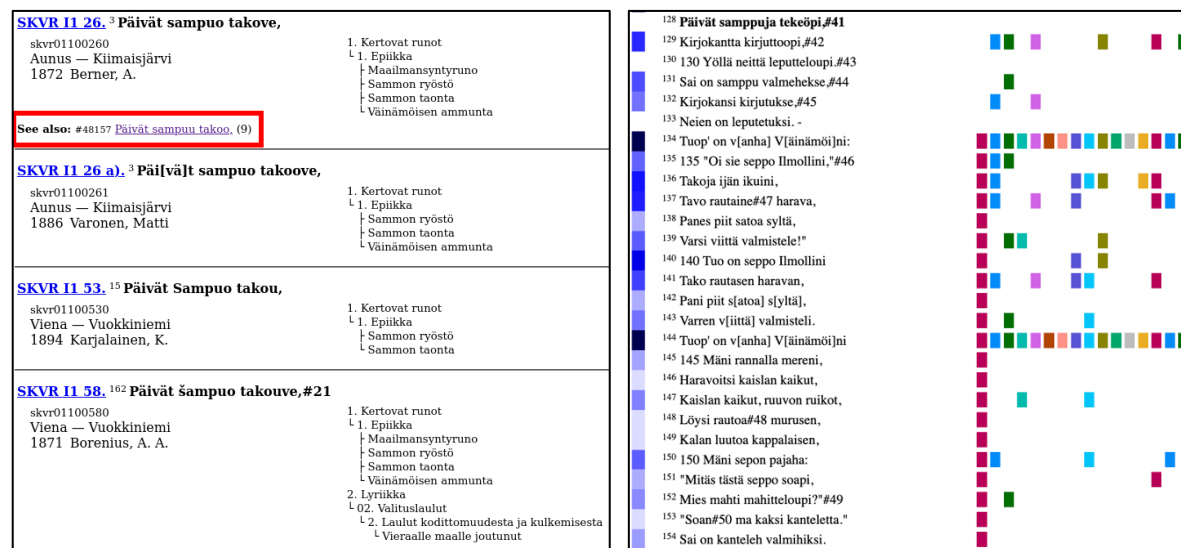 SKVR I1 26. 3 Päivät sampuo takove,
skvr01100260
Aunus — Kiimaisjärvi
1872 Berner, A.
1. Kertovat runot
└ 1. Epiikka
├ Maailmansyntyruno
├ Sammon ryöstö
├ Sammon taonta
└ Väinämöisen ammunta
See also: #48157 Päivät sampuu takoo, (9)
SKVR I1 26 a). 3 Päi[vä]t sampuo takoove,
skvr01100261
Aunus — Kiimaisjärvi
1886 Varonen, Matti
1. Kertovat runot
└ 1. Epiikka
├ Sammon ryöstö
├ Sammon taonta
└ Väinämöisen ammunta
SKVR I1 53. 15 Päivät Sampuo takou,
skvr01100530
Viena — Vuokkiniemi
1894 Karjalainen, K.
1. Kertovat runot
└ 1. Epiikka
├ Sammon ryöstö
└ Sammon taonta
SKVR I1 58. 162 Päivät šampuo takouve,#21
skvr01100580
Viena — Vuokkiniemi
1871 Borenius, A. A.
1. Kertovat runot
└ 1. Epiikka
├ Maailmansyntyruno
├ Sammon ryöstö
├ Sammon taonta
└ Väinämöisen ammunta
2. Lyriikka
└ 02. Valituslaulut
└ 2. Laulut kodittomuudesta ja kulkemisesta
└ Vieraalle maalle joutunut
128 Päivät samppuja tekeöpi,#41
129 Kirjokantta kirjuttoopi,#42
130 130 Yöllä neittä leputteloupi.#43
131 Sai on samppu valmehekse,#44
132 Kirjokansi kirjutukse,#45
133 Neien on leputetuksi. -
134 Tuop' on v[anha] V[äinämöi]ni:
135 135 "Oi sie seppo Ilmollini,"#46
136 Takoja ijän ikuini,
137 Tavo rautaine#47 harava,
138 Panes piit satoa syltä,
139 Varsi viittä valmistele!"
140 140 Tuo on seppo Ilmollini
141 Tako rautasen haravan,
142 Pani piit s[atoa] s[yltä],
143 Varren v[iittä] valmisteli.
144 Tuop' on v[anha] V[äinämöi]ni
145 145 Mäni rannalla mereni,
146 Haravoitsi kaislan kaikut,
147 Kaislan kaikut, ruuvon ruikot,
148 Löysi rautoa#48 murusen,
149 Kalan luutoa kappalaisen,
150 150 Mäni sepon pajaha:
151 "Mitäs tästä seppo soapi,
152 Mies mahti mahitteloupi?"#49
153 "Soan#50 ma kaksi kanteletta."
154 Sai on kanteleh valmihiksi.